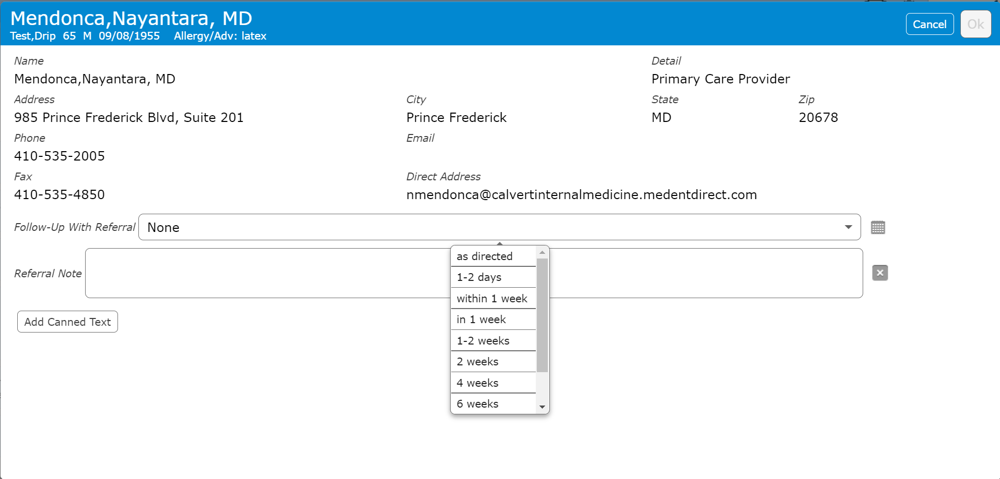 Mendonca,Nayantara, MD
Test,Drip 65 M 09/08/1955 Allergy/Adv: latex
Cancel
Ok
Name
Detail
Mendonca,Nayantara, MD
Primary Care Provider
Address
City
State
Zip
985 Prince Frederick Blvd, Suite 201
Prince Frederick
MD
20678
Phone
Email
410-535-2005
Fax
Direct Address
410-535-4850
nmendonca@calvertinternalmedicine.medentdirect.com
Follow-Up With Referral
None
as directed
1-2 days
within 1 week
in 1 week
1-2 weeks
2 weeks
4 weeks
6 weeks
Referral Note
Add Canned Text